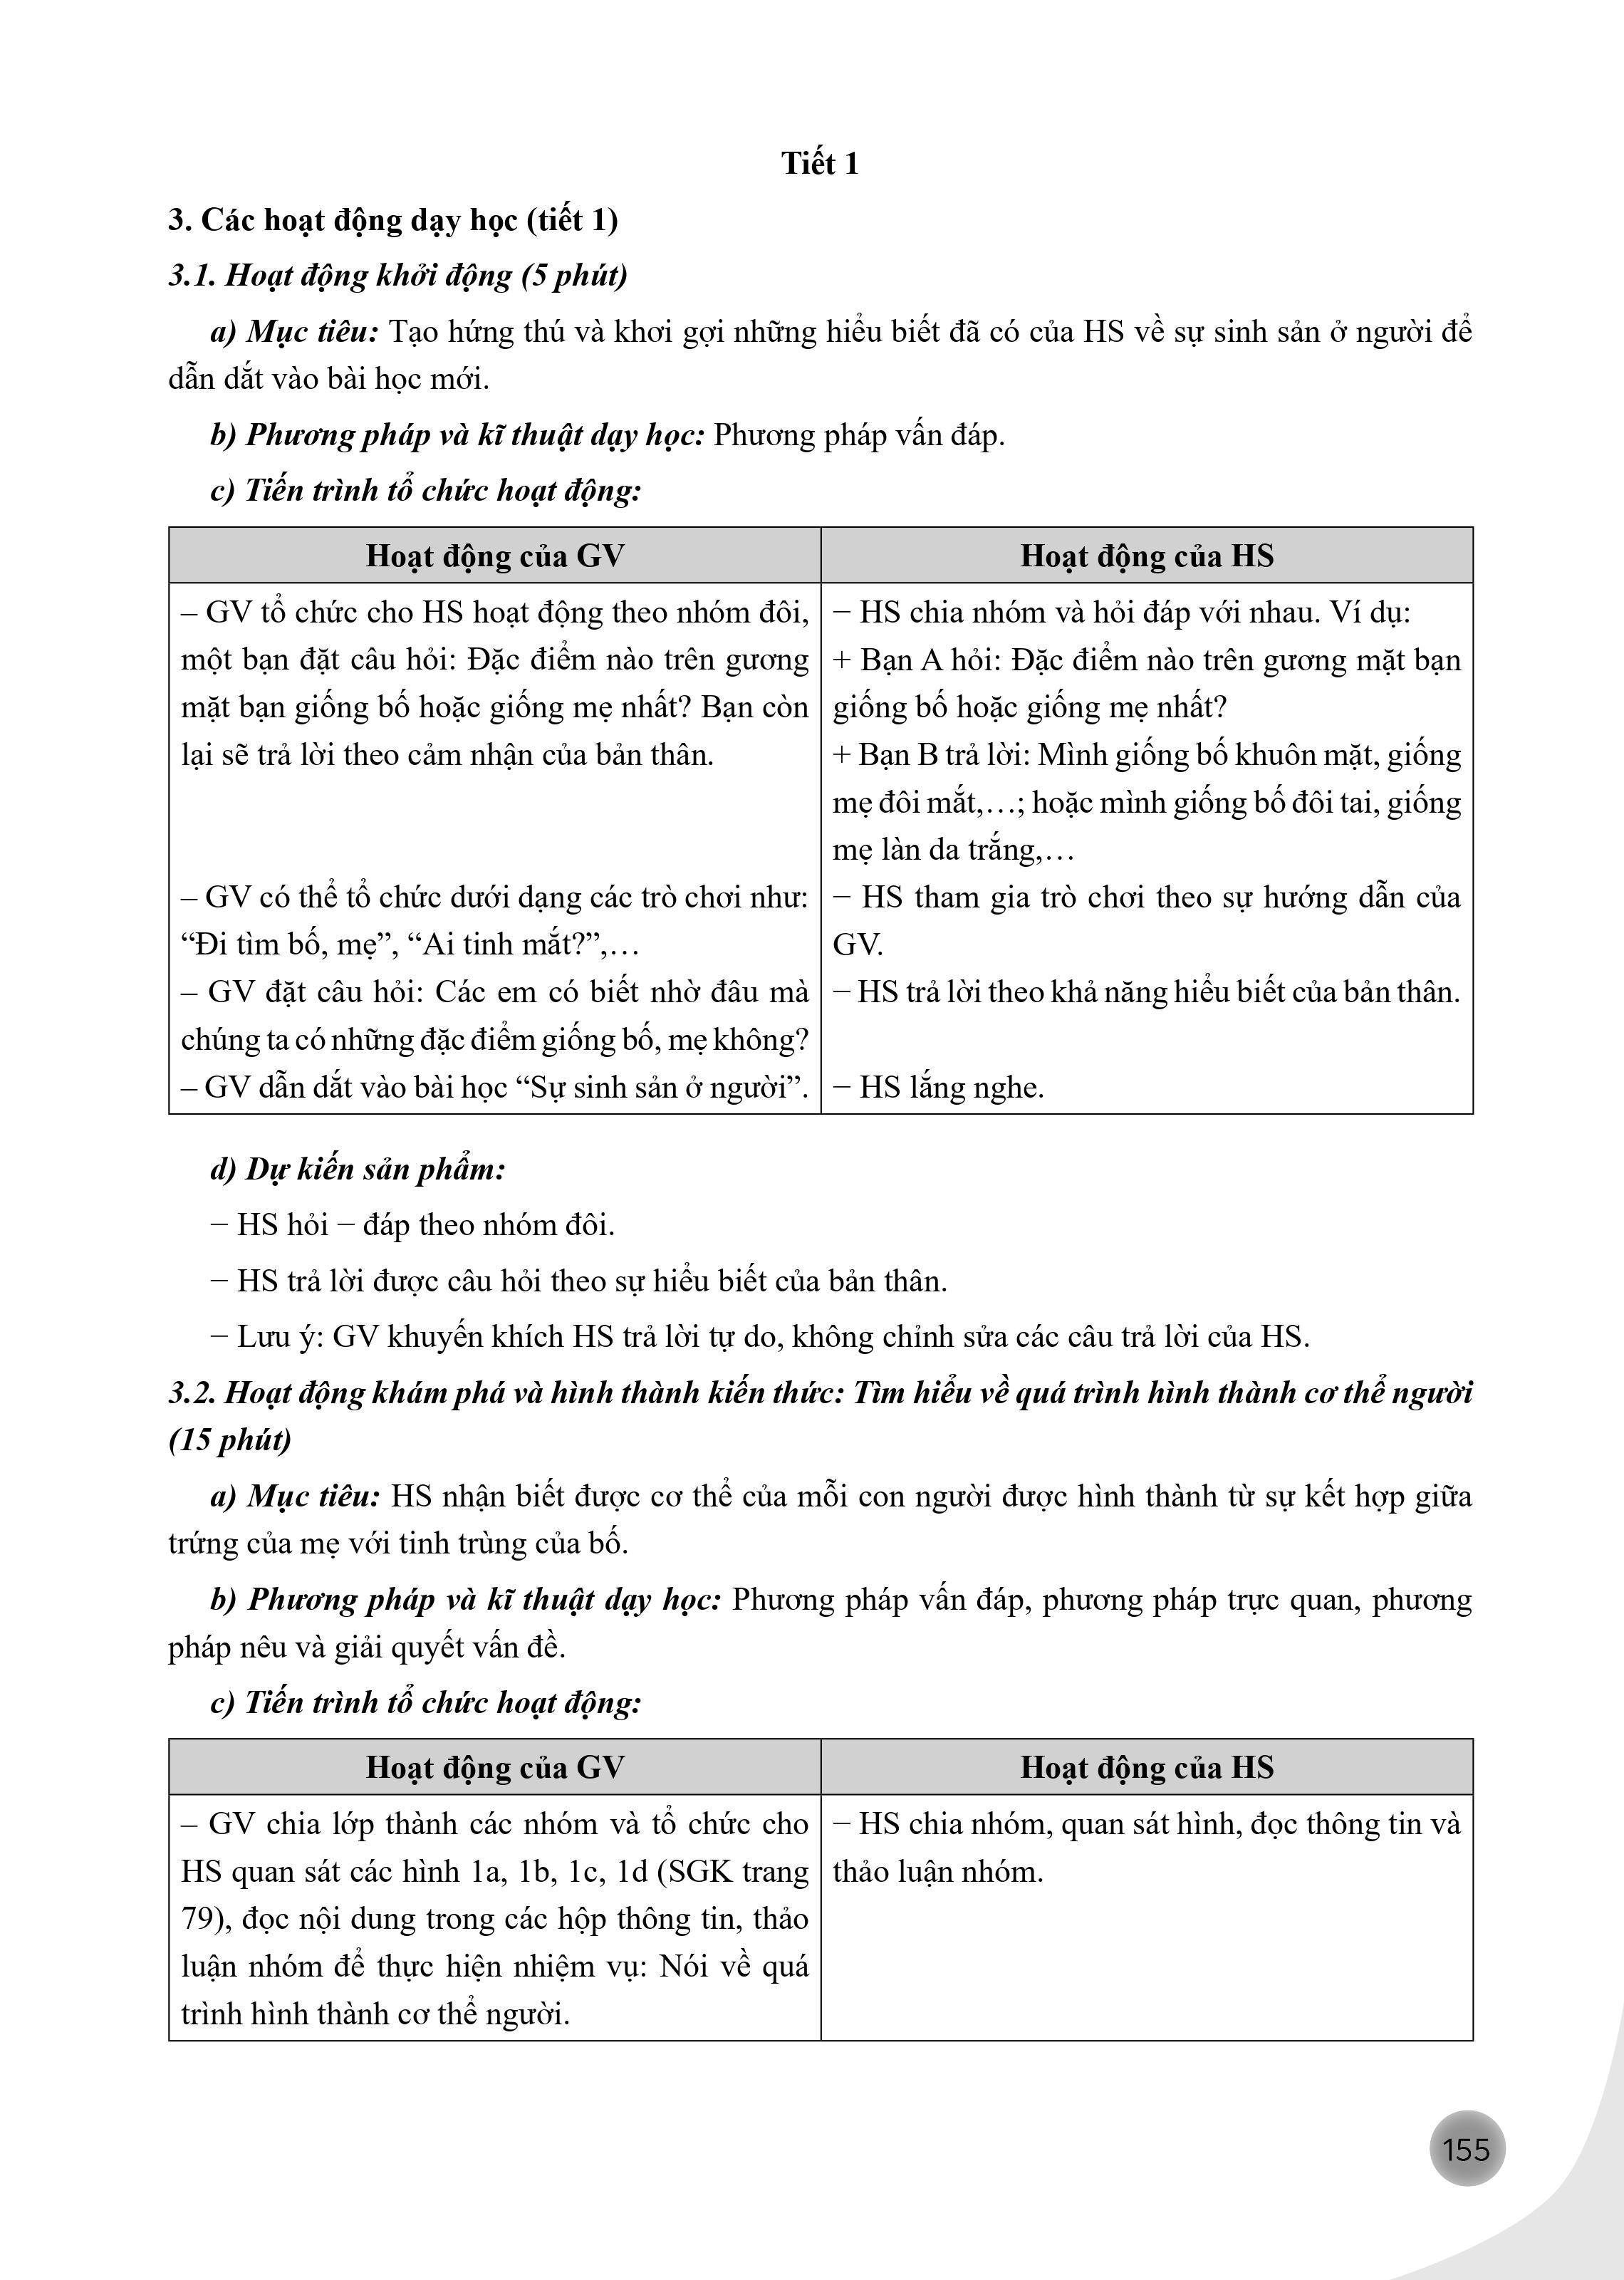 Tiết 1
3. Các hoạt động dạy học (tiết 1)
3.1. Hoạt động khởi động (5 phút)
a) Mục tiêu: Tạo hứng thú và khơi gợi những hiểu biết đã có của HS về sự sinh sản ở người để
dẫn dắt vào bài học mới.
b) Phương pháp và kĩ thuật dạy học: Phương pháp vấn đáp.
c) Tiến trình tổ chức hoạt động:
Hoạt động của GV
– GV tổ chức cho HS hoạt động theo nhóm đôi,
một bạn đặt câu hỏi: Đặc điểm nào trên gương
mặt bạn giống bố hoặc giống mẹ nhất? Bạn còn
lại sẽ trả lời theo cảm nhận của bản thân.
– GV có thể tổ chức dưới dạng các trò chơi như:
“Đi tìm bố, mẹ”, “Ai tinh mắt?”,…
– GV đặt câu hỏi: Các em có biết nhờ đâu mà
chúng ta có những đặc điểm giống bố, mẹ không?
– GV dẫn dắt vào bài học “Sự sinh sản ở người”.
Hoạt động của HS
− HS chia nhóm và hỏi đáp với nhau. Ví dụ:
+ Bạn A hỏi: Đặc điểm nào trên gương mặt bạn
giống bố hoặc giống mẹ nhất?
+ Bạn B trả lời: Mình giống bố khuôn mặt, giống
mẹ đôi mắt,…; hoặc mình giống bố đôi tai, giống
mẹ làn da trắng,…
− HS tham gia trò chơi theo sự hướng dẫn của
GV.
− HS trả lời theo khả năng hiểu biết của bản thân.
− HS lắng nghe.
d) Dự kiến sản phẩm:
− HS hỏi − đáp theo nhóm đôi.
− HS trả lời được câu hỏi theo sự hiểu biết của bản thân.
− Lưu ý: GV khuyến khích HS trả lời tự do, không chỉnh sửa các câu trả lời của HS.
3.2. Hoạt động khám phá và hình thành kiến thức: Tìm hiểu về quá trình hình thành cơ thể người
(15 phút)
a) Mục tiêu: HS nhận biết được cơ thể của mỗi con người được hình thành từ sự kết hợp giữa
trứng của mẹ với tinh trùng của bố.
b) Phương pháp và kĩ thuật dạy học: Phương pháp vấn đáp, phương pháp trực quan, phương
pháp nêu và giải quyết vấn đề.
c) Tiến trình tổ chức hoạt động:
Hoạt động của GV
– GV chia lớp thành các nhóm và tổ chức cho
HS quan sát các hình 1a, 1b, 1c, 1d (SGK trang
79), đọc nội dung trong các hộp thông tin, thảo
luận nhóm để thực hiện nhiệm vụ: Nói về quá
trình hình thành cơ thể người.
Hoạt động của HS
− HS chia nhóm, quan sát hình, đọc thông tin và
thảo luận nhóm.
155